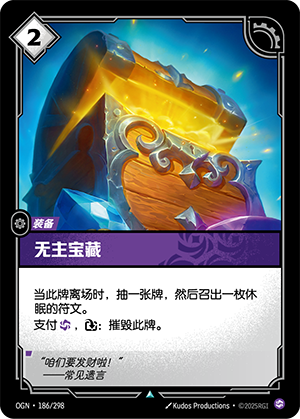 2
装备
无主宝藏
当此牌离场时，抽一张牌，然后召出一枚休
眠的符文。
支付，：摧毁此牌。
"咱们要发财啦！"
——常见遗言
OGN • 186/298
Kudos Productions • ©2025RGI